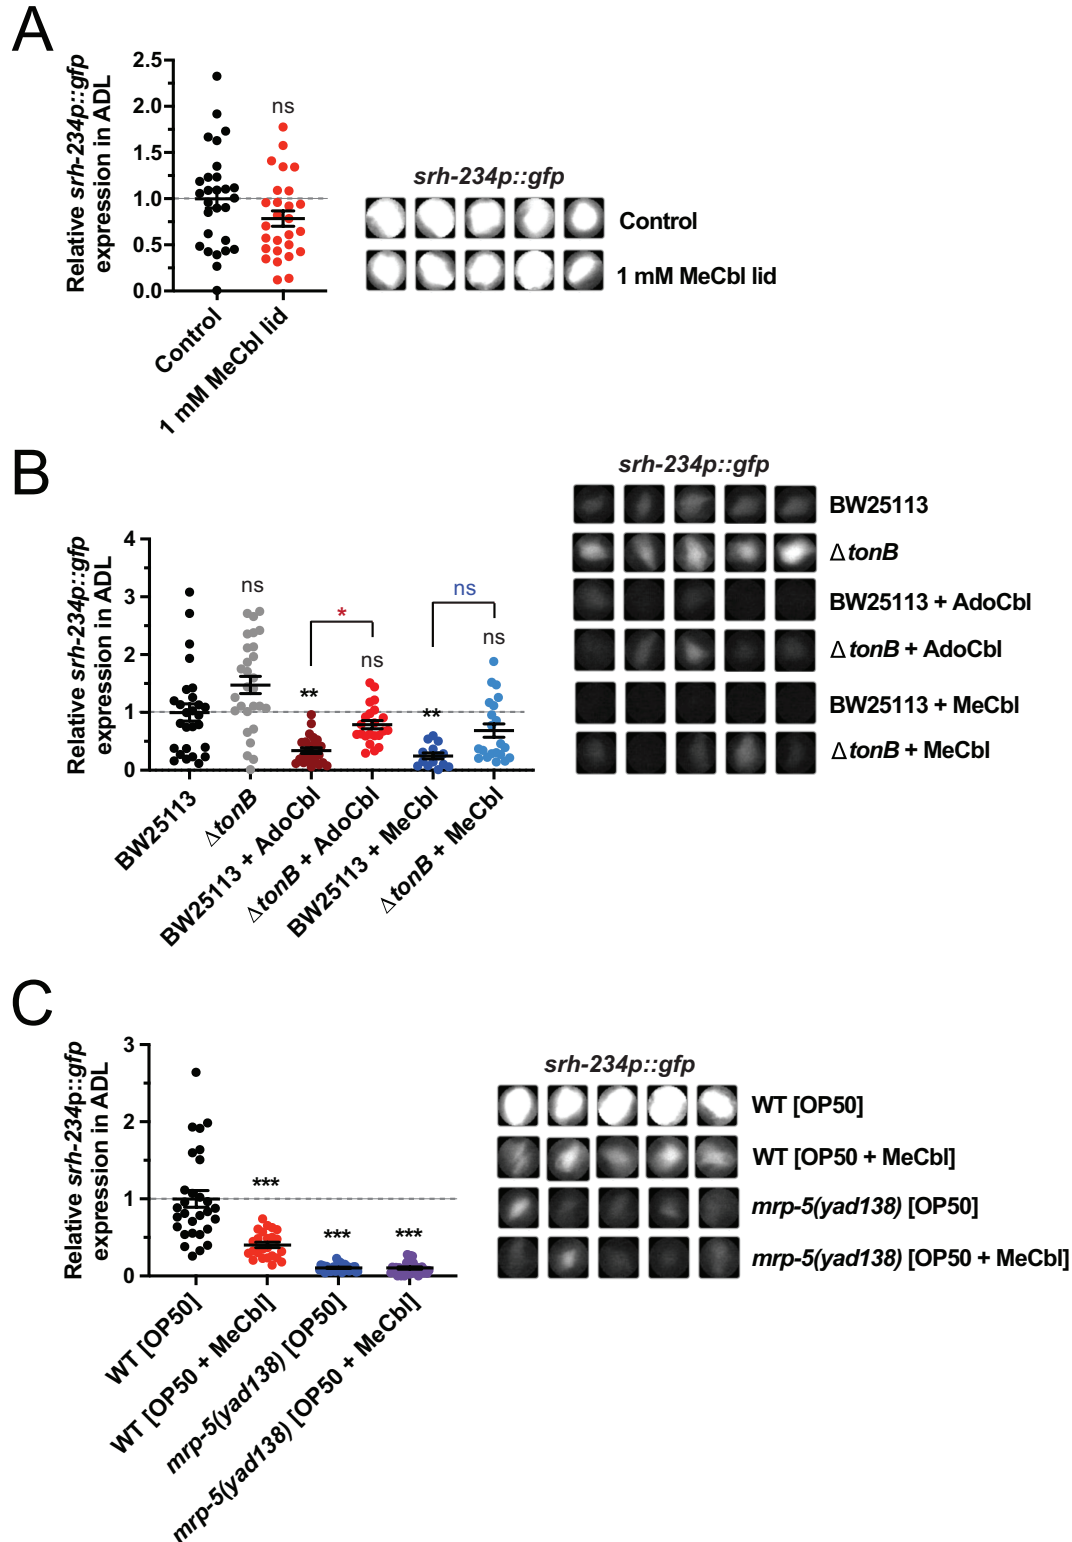 A
Relative srh-234p::gfp
expression in ADL
2.5
2.0
1.5
1.0
0.5
0.0
ns
Control
1 mM MeCbl lid
srh-234p::gfp
Control
1 mM MeCbl lid
B
Relative srh-234p::gfp
expression in ADL
4
3
2
1
0
ns
**
*
ns
**
ns
ns
BW25113
ΔtonB
BW25113 + AdoCbl
ΔtonB + AdoCbl
BW25113 + MeCbl
ΔtonB + MeCbl
srh-234p::gfp
BW25113
ΔtonB
BW25113 + AdoCbl
ΔtonB + AdoCbl
BW25113 + MeCbl
ΔtonB + MeCbl
C
Relative srh-234p::gfp
expression in ADL
3
2
1
0
***
***
***
WT [OP50]
WT [OP50 + MeCbl]
mrp-5(yad138) [OP50]
mrp-5(yad138) [OP50 + MeCbl]
srh-234p::gfp
WT [OP50]
WT [OP50 + MeCbl]
mrp-5(yad138) [OP50]
mrp-5(yad138) [OP50 + MeCbl]